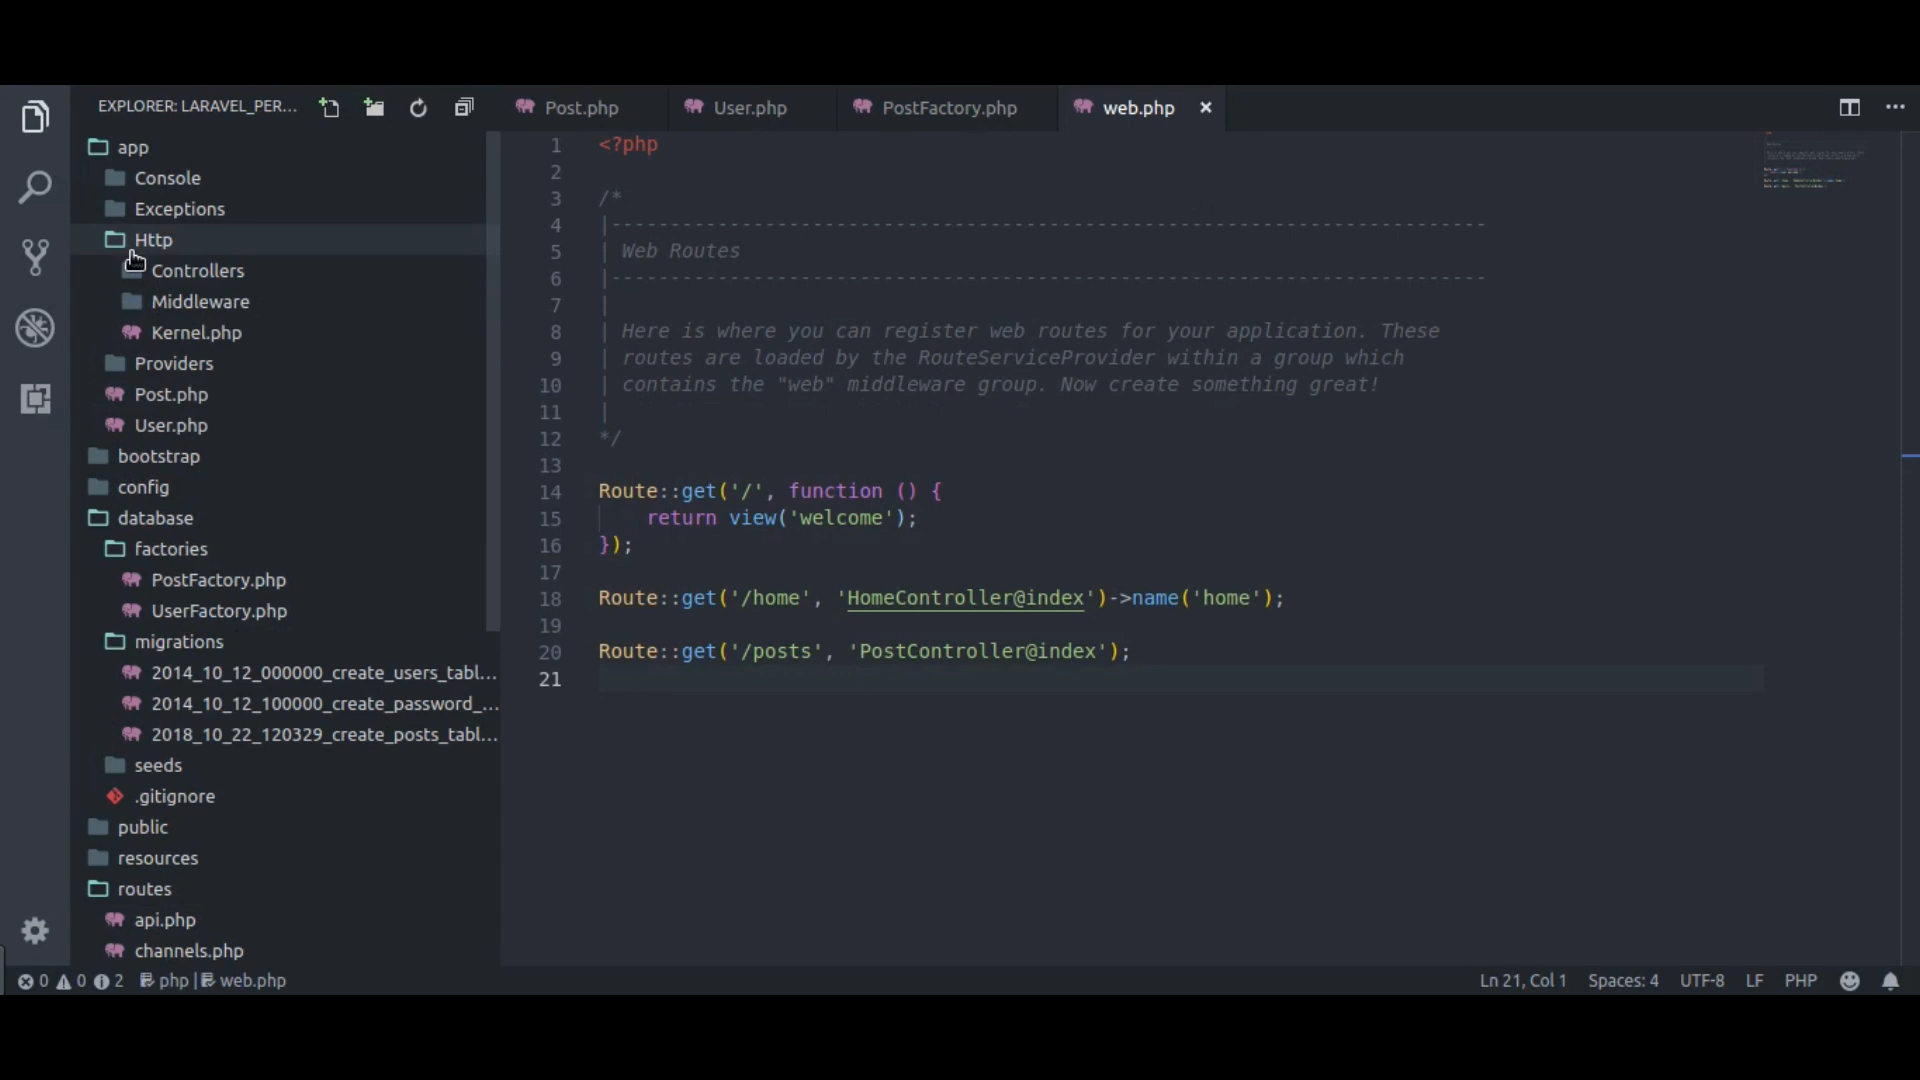 EXPLORER: LARAVEL_PER...
app
Console
Exceptions
Http
Controllers
Middleware
Kernel.php
Providers
Post.php
User.php
bootstrap
config
database
factories
PostFactory.php
UserFactory.php
migrations
2014_10_12_000000_create_users_tabl...
2014_10_12_100000_create_password_...
2018_10_22_120329_create_posts_tabl...
seeds
.gitignore
public
resources
routes
api.php
channels.php
Post.php User.php PostFactory.php web.php ×
1 <?php
2
3 /*
4 |--------------------------------------------------------------------------
5 | Web Routes
6 |--------------------------------------------------------------------------
7 |
8 | Here is where you can register web routes for your application. These
9 | routes are loaded by the RouteServiceProvider within a group which
10 | contains the "web" middleware group. Now create something great!
11 |
12 */
13
14 Route::get('/', function () {
15     return view('welcome');
16 });
17
18 Route::get('/home', 'HomeController@index')->name('home');
19
20 Route::get('/posts', 'PostController@index');
21
0 0 2 php | web.php Ln 21, Col 1 Spaces: 4 UTF-8 LF PHP